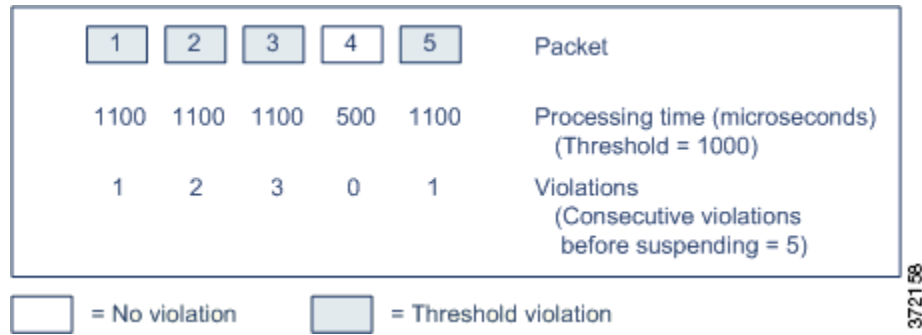 1 2 3 4 5 Packet
1100 1100 1100 500 1100 Processing time (microseconds)
(Threshold = 1000)
1 2 3 0 1 Violations
(Consecutive violations
before suspending = 5)
= No violation = Threshold violation
372158